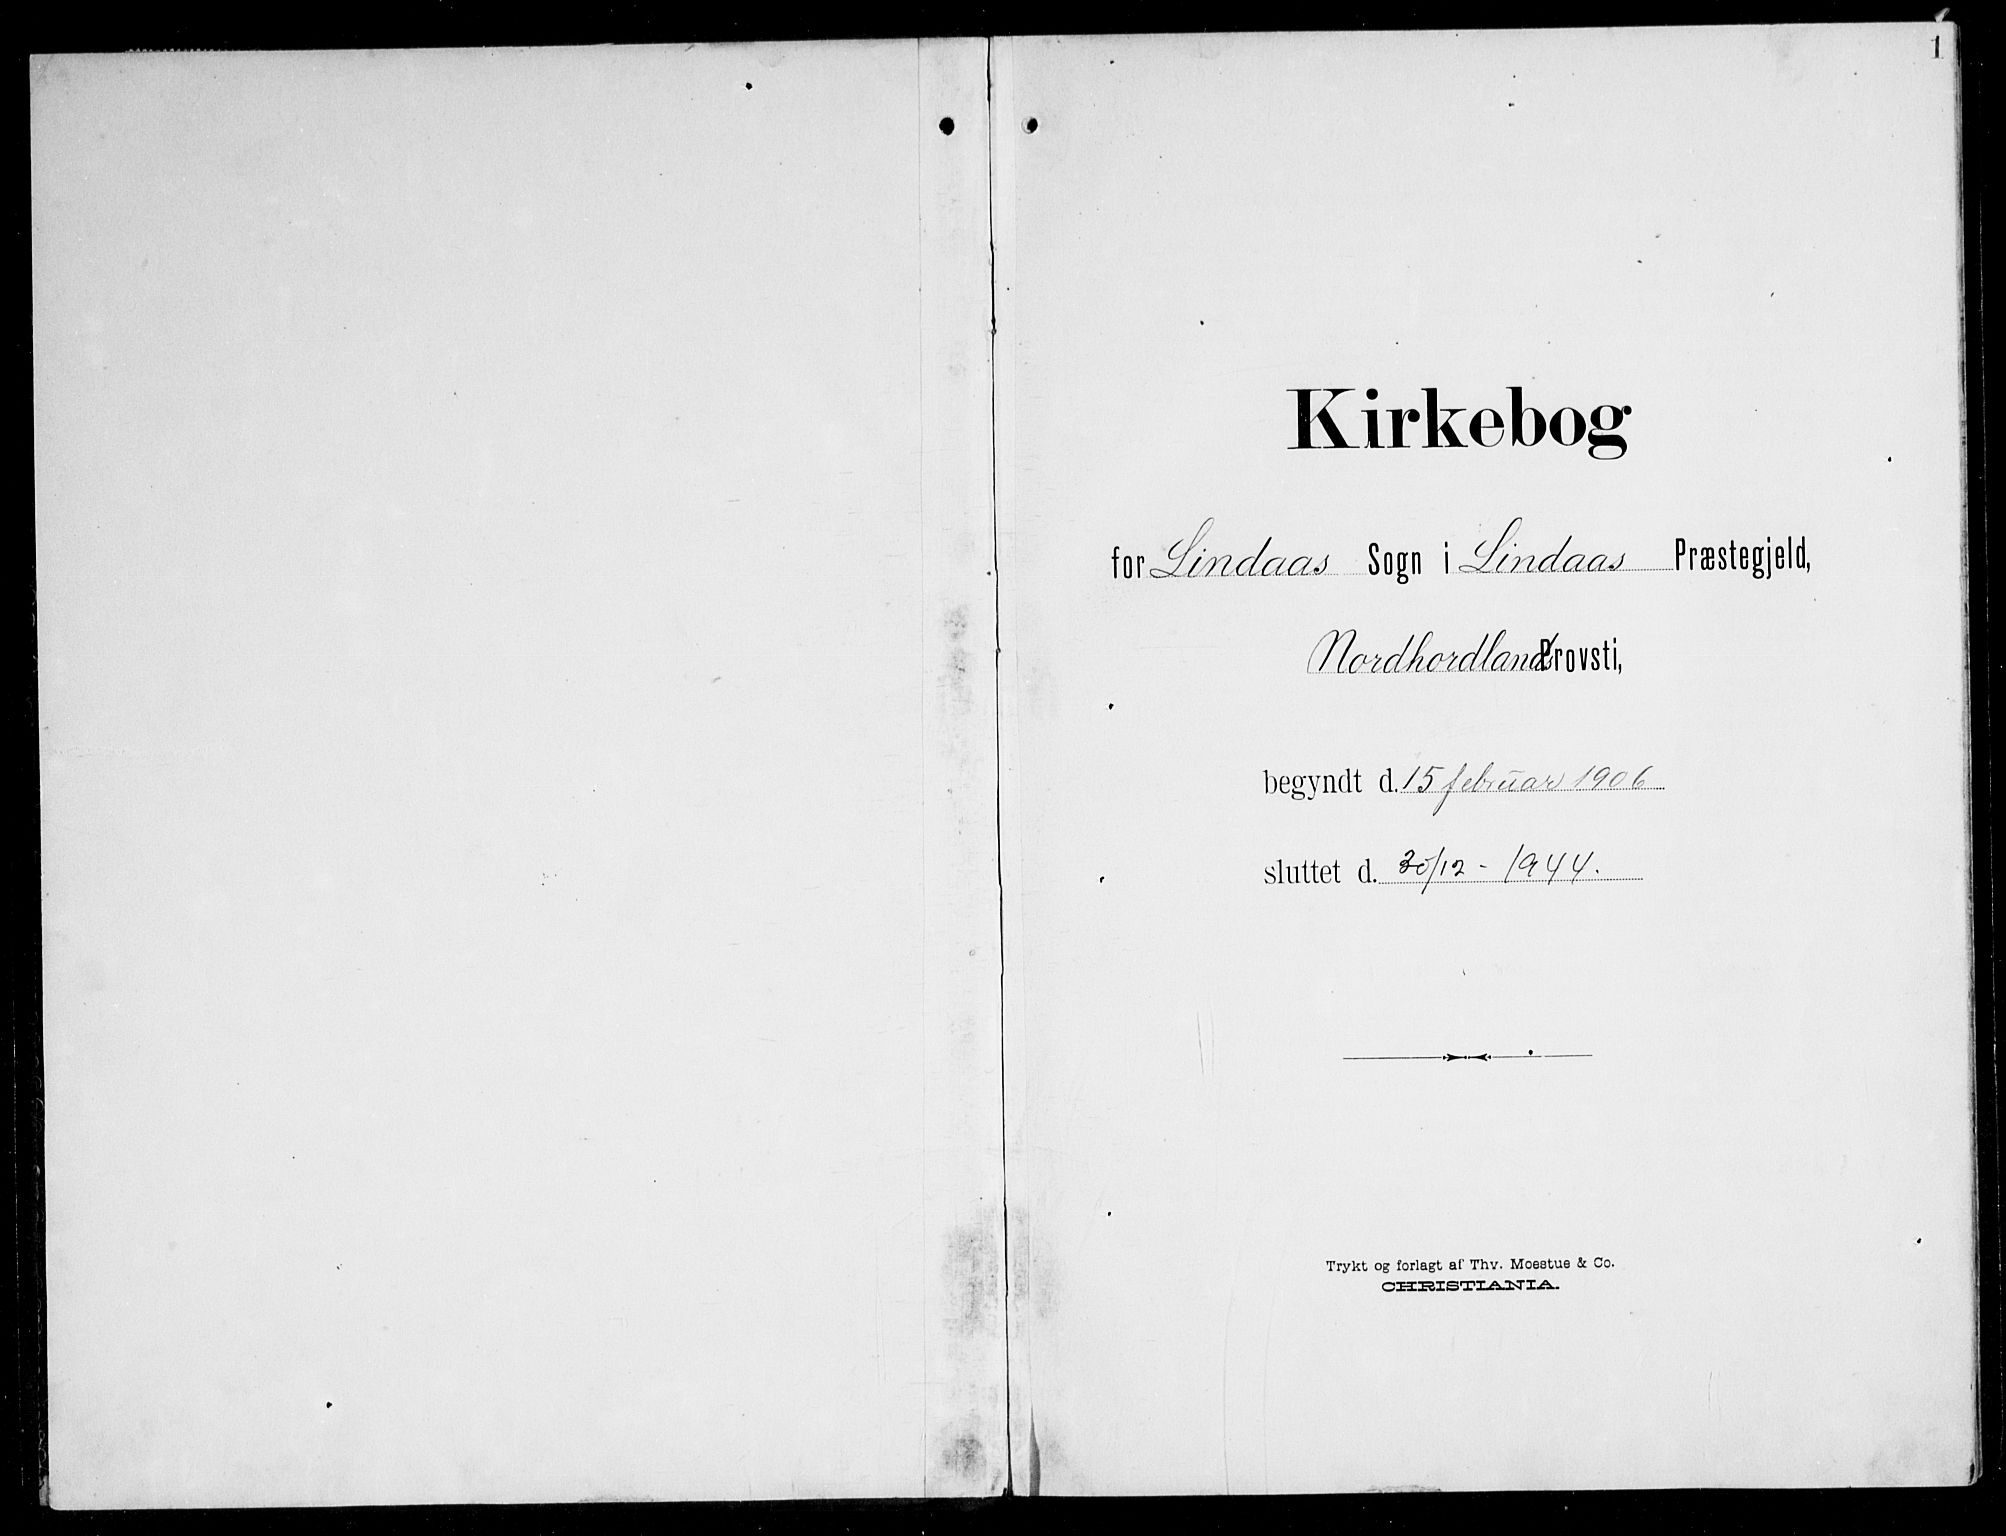 1
Kirkebog
for Lindaas Sogn i Lindaas Præstegjeld,
Nordhordlands Provsti,
begyndt d. 15 februar 1906
sluttet d. 30/12 - 1944.
Trykt og forlagt af Thv. Moestue & Co.
CHRISTIANIA.